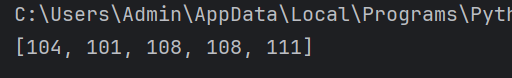 C:\Users\Admin\AppData\Local\Programs\Pyth
[104, 101, 108, 108, 111]